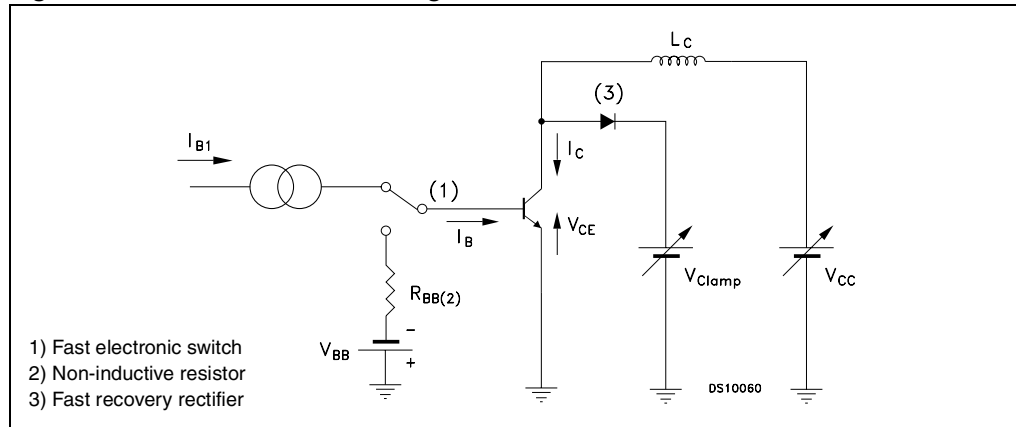 L_C
(3)
I_B1
I_C
(1)
I_B
V_CE
R_BB(2)
V_Clamp
V_CC
−
V_BB
+
1) Fast electronic switch
2) Non-inductive resistor
3) Fast recovery rectifier
DS10060